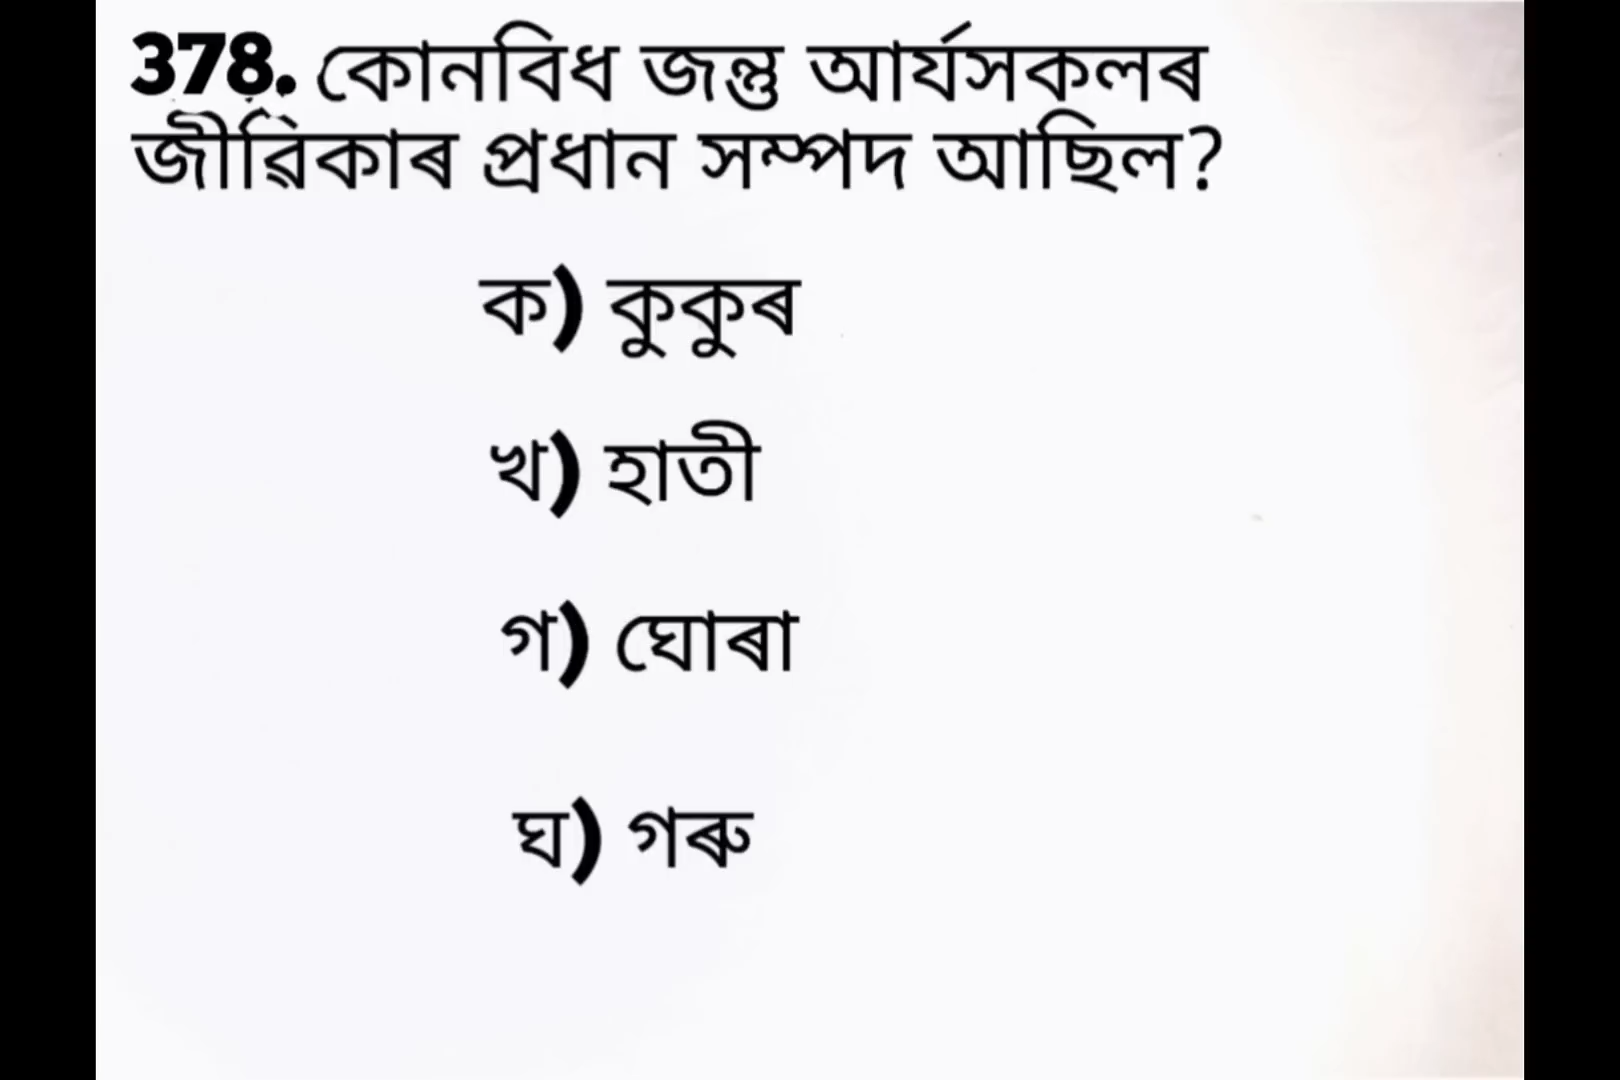 378. কোনবিধ জন্তু আৰ্যসকলৰ
জীৱিকাৰ প্ৰধান সম্পদ আছিল?
ক) কুকুৰ
খ) হাতী
গ) ঘোৰা
ঘ) গৰু